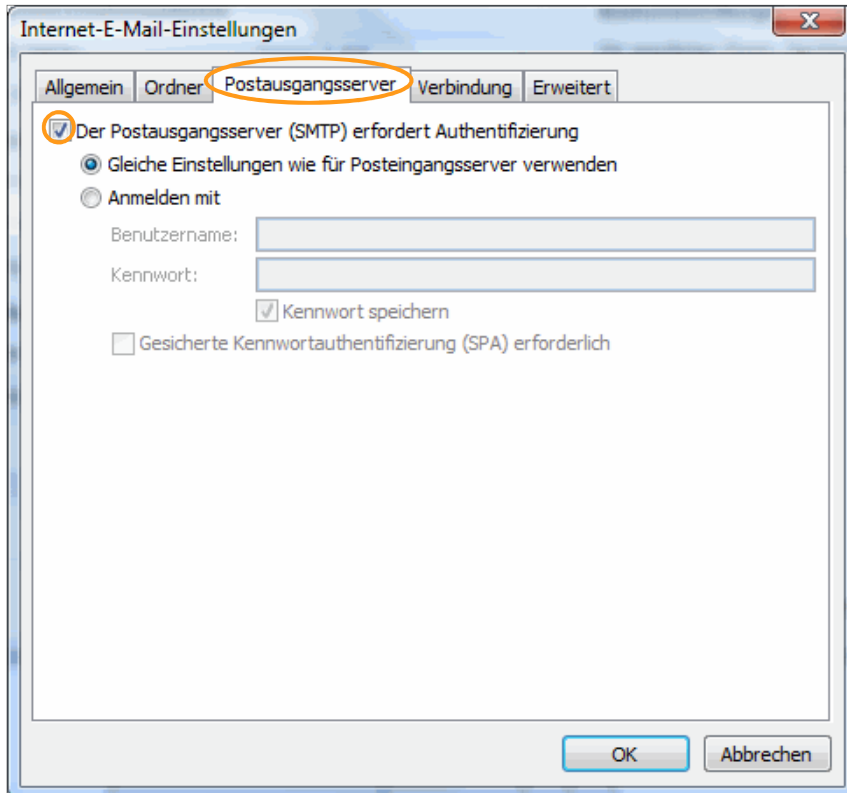 Internet-E-Mail-Einstellungen
Allgemein Ordner Postausgangsserver Verbindung Erweitert
Der Postausgangsserver (SMTP) erfordert Authentifizierung
Gleiche Einstellungen wie für Posteingangsserver verwenden
Anmelden mit
Benutzername:
Kennwort:
Kennwort speichern
Gesicherte Kennwortauthentifizierung (SPA) erforderlich
OK Abbrechen